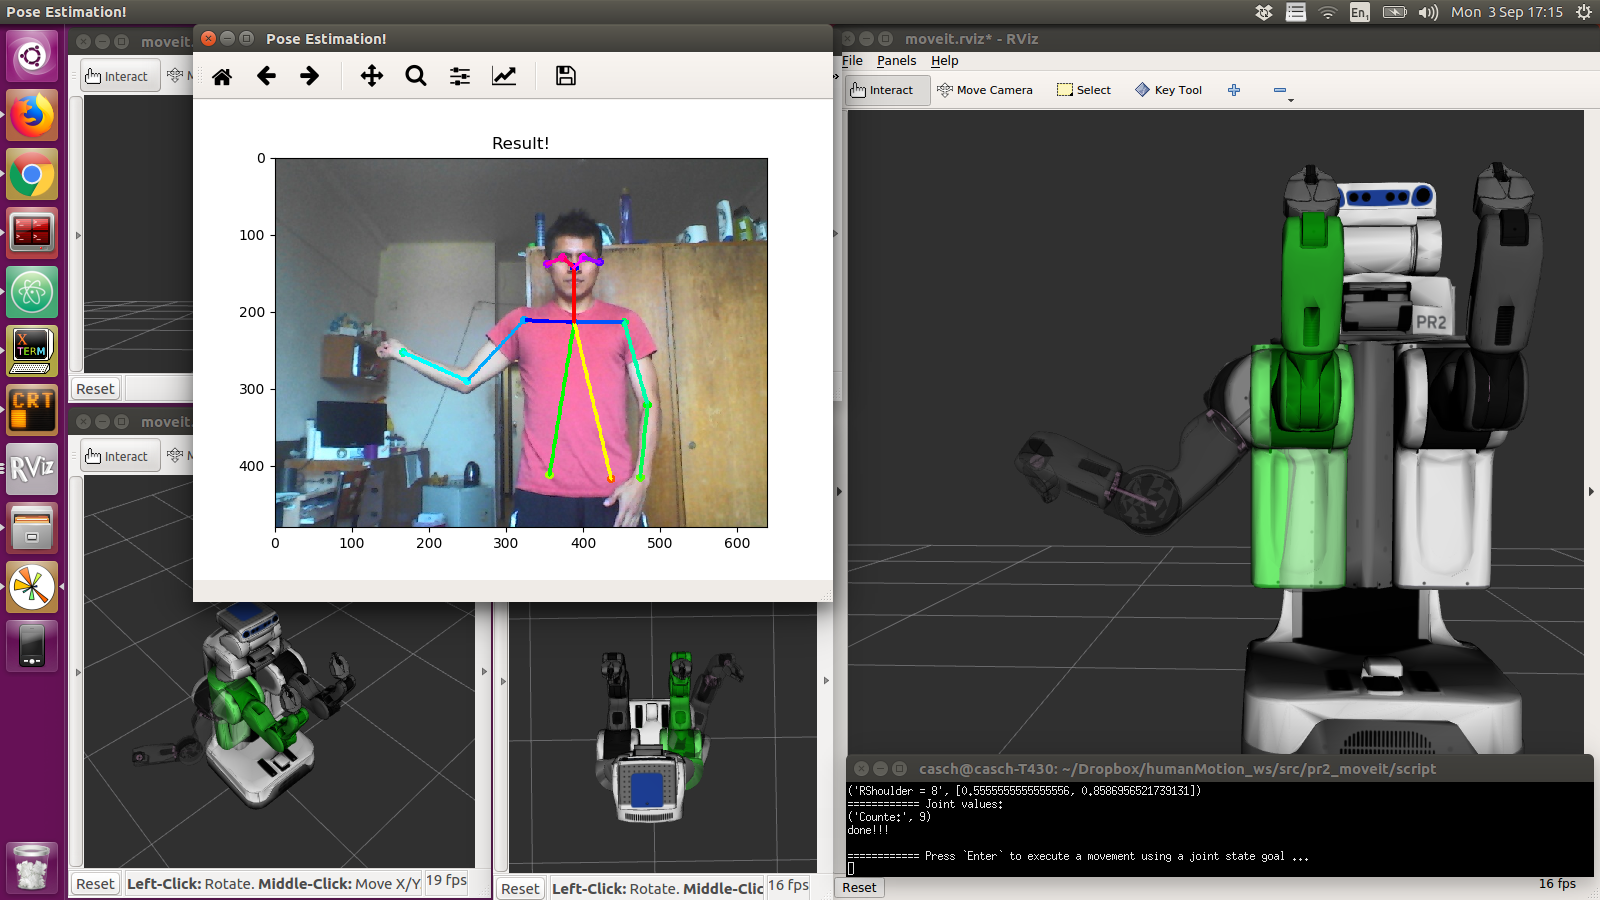 Pose Estimation!
En1
Mon 3 Sep 17:15
moveit.
Interact
M
Reset
Pose Estimation!
Result!
0
100
200
300
400
0
100
200
300
400
500
600
moveit.rviz* - RViz
File Panels Help
Interact
Move Camera
Select
Key Tool
PR2
X
TERM
CRT
RViz
moveit.
Interact
M
Reset
Left-Click: Rotate. Middle-Click: Move X/Y
19 fps
Reset
Left-Click: Rotate. Middle-Clic
16 fps
casch@casch-T430: ~/Dropbox/humanMotion_ws/src/pr2_moveit/script
('RShoulder = 8', [0.5555555555555556, 0.8586956521739131])
============ Joint values:
('Counte:', 9)
done!!!
============ Press `Enter` to execute a movement using a joint state goal ...
Reset
16 fps